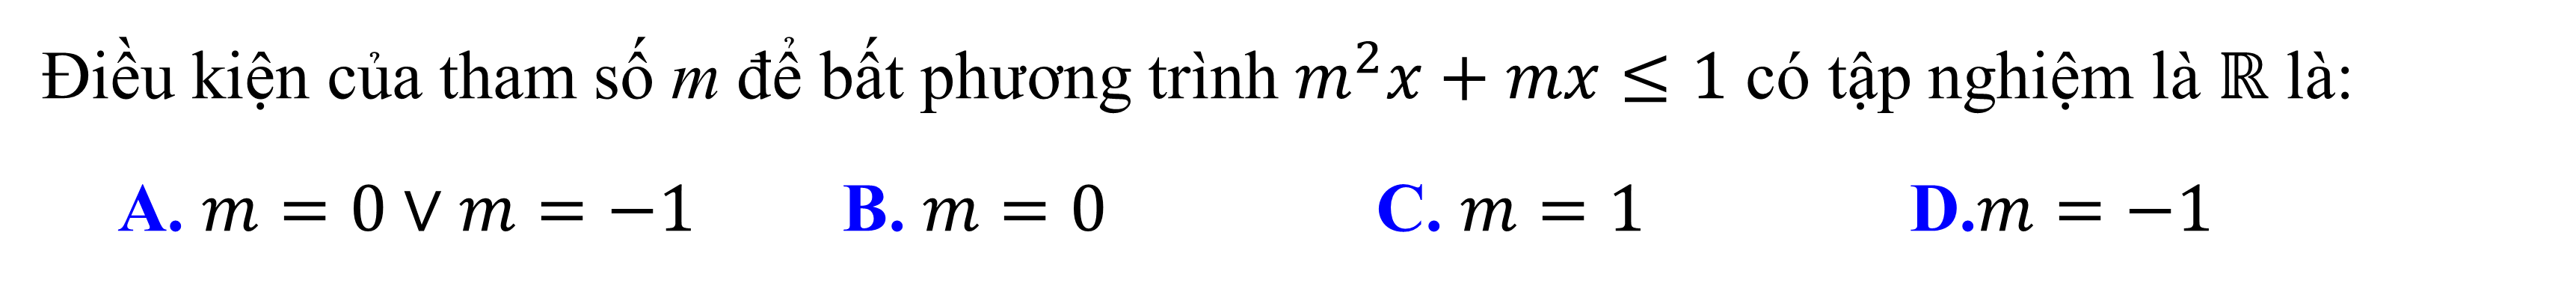 Điều kiện của tham số m để bất phương trình m²x + mx ≤ 1 có tập nghiệm là ℝ là:
A. m = 0 ∨ m = −1 B. m = 0 C. m = 1 D.m = −1